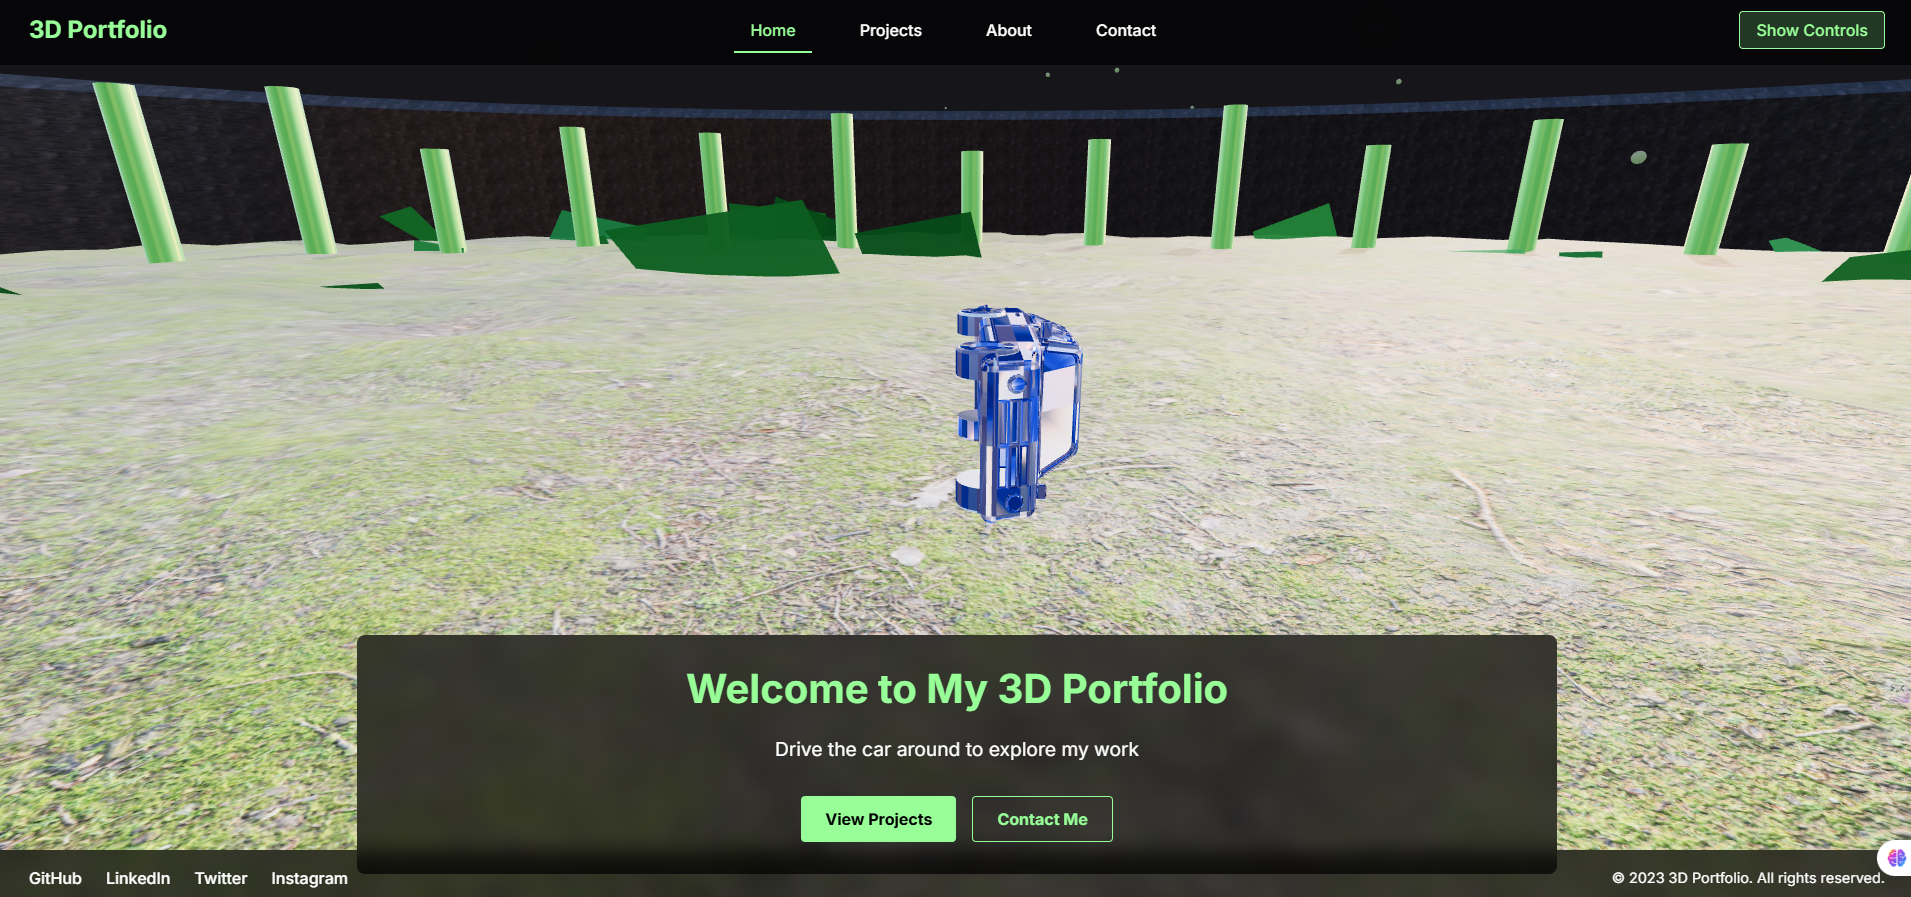 3D Portfolio
Home
Projects
About
Contact
Show Controls
Welcome to My 3D Portfolio
Drive the car around to explore my work
View Projects
Contact Me
GitHub
LinkedIn
Twitter
Instagram
© 2023 3D Portfolio. All rights reserved.